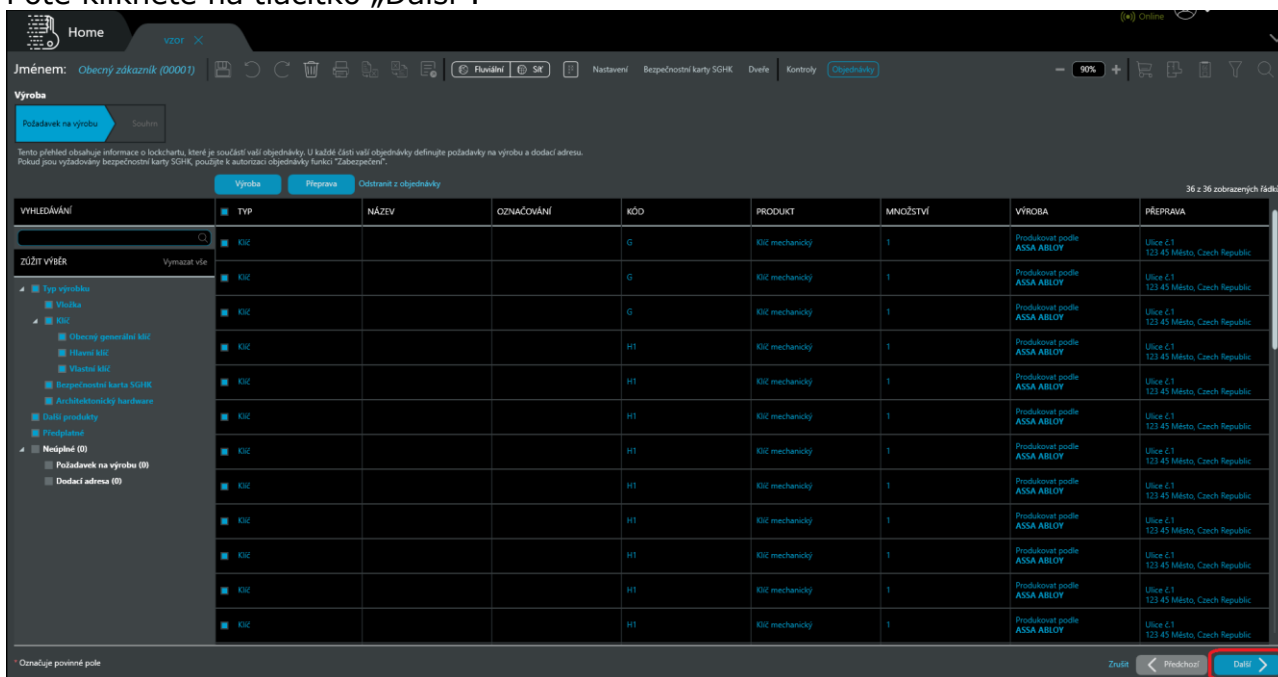 Poté klikněte na tlačítko „Další".
((●)) Online
Home
vzor ×
Jménem: Obecný zákazník (00001)
Fluviální
Síť
Nastavení
Bezpečnostní karty SGHK
Dveře
Kontroly
Objednávky
− 90% +
Výroba
Požadavek na výrobu
Souhrn
Tento přehled obsahuje informace o lockchartu, které je součástí vaší objednávky. U každé části vaší objednávky definujte požadavky na výrobu a dodací adresu.
Pokud jsou vyžadovány bezpečnostní karty SGHK, použijte k autorizaci objednávky funkci "Zabezpečení".
Výroba Přeprava Odstranit z objednávky
36 z 36 zobrazených řádků
VYHLEDÁVÁNÍ
ZÚŽIT VÝBĚR Vymazat vše
Typ výrobku
Vložka
Klíč
Obecný generální klíč
Hlavní klíč
Vlastní klíč
Bezpečnostní karta SGHK
Architektonický hardware
Další produkty
Předplatné
Neúplné (0)
Požadavek na výrobu (0)
Dodací adresa (0)
TYP NÁZEV OZNAČOVÁNÍ KÓD PRODUKT MNOŽSTVÍ VÝROBA PŘEPRAVA
Klíč G Klíč mechanický 1 Produkovat podle Ulice č.1
ASSA ABLOY 123 45 Město, Czech Republic
Klíč G Klíč mechanický 1 Produkovat podle Ulice č.1
ASSA ABLOY 123 45 Město, Czech Republic
Klíč G Klíč mechanický 1 Produkovat podle Ulice č.1
ASSA ABLOY 123 45 Město, Czech Republic
Klíč H1 Klíč mechanický 1 Produkovat podle Ulice č.1
ASSA ABLOY 123 45 Město, Czech Republic
Klíč H1 Klíč mechanický 1 Produkovat podle Ulice č.1
ASSA ABLOY 123 45 Město, Czech Republic
Klíč H1 Klíč mechanický 1 Produkovat podle Ulice č.1
ASSA ABLOY 123 45 Město, Czech Republic
Klíč H1 Klíč mechanický 1 Produkovat podle Ulice č.1
ASSA ABLOY 123 45 Město, Czech Republic
Klíč H1 Klíč mechanický 1 Produkovat podle Ulice č.1
ASSA ABLOY 123 45 Město, Czech Republic
Klíč H1 Klíč mechanický 1 Produkovat podle Ulice č.1
ASSA ABLOY 123 45 Město, Czech Republic
Klíč H1 Klíč mechanický 1 Produkovat podle Ulice č.1
ASSA ABLOY 123 45 Město, Czech Republic
Klíč H1 Klíč mechanický 1 Produkovat podle Ulice č.1
ASSA ABLOY 123 45 Město, Czech Republic
Klíč H1 Klíč mechanický 1 Produkovat podle Ulice č.1
ASSA ABLOY 123 45 Město, Czech Republic
* Označuje povinné pole
Zrušit Předchozí Další